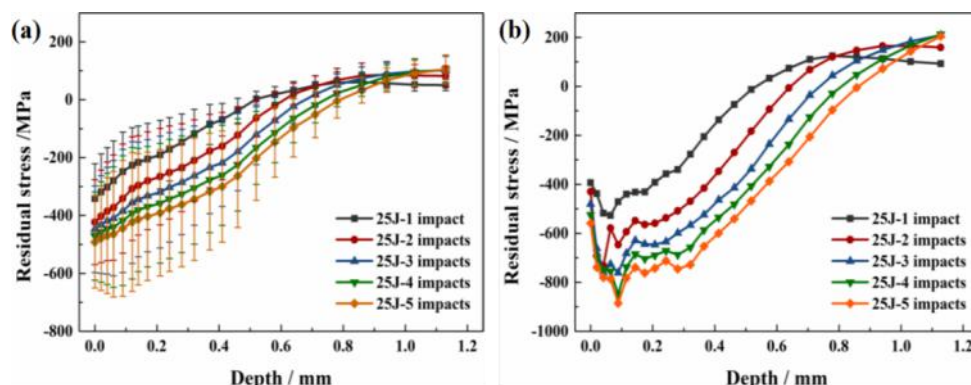 (a)
200
0
-200
-400
-600
-800
Residual stress /MPa
25J-1 impact
25J-2 impacts
25J-3 impacts
25J-4 impacts
25J-5 impacts
0.0 0.2 0.4 0.6 0.8 1.0 1.2
Depth / mm
(b)
200
0
-200
-400
-600
-800
-1000
Residual stress / MPa
25J-1 impact
25J-2 impacts
25J-3 impacts
25J-4 impacts
25J-5 impacts
0.0 0.2 0.4 0.6 0.8 1.0 1.2
Depth / mm